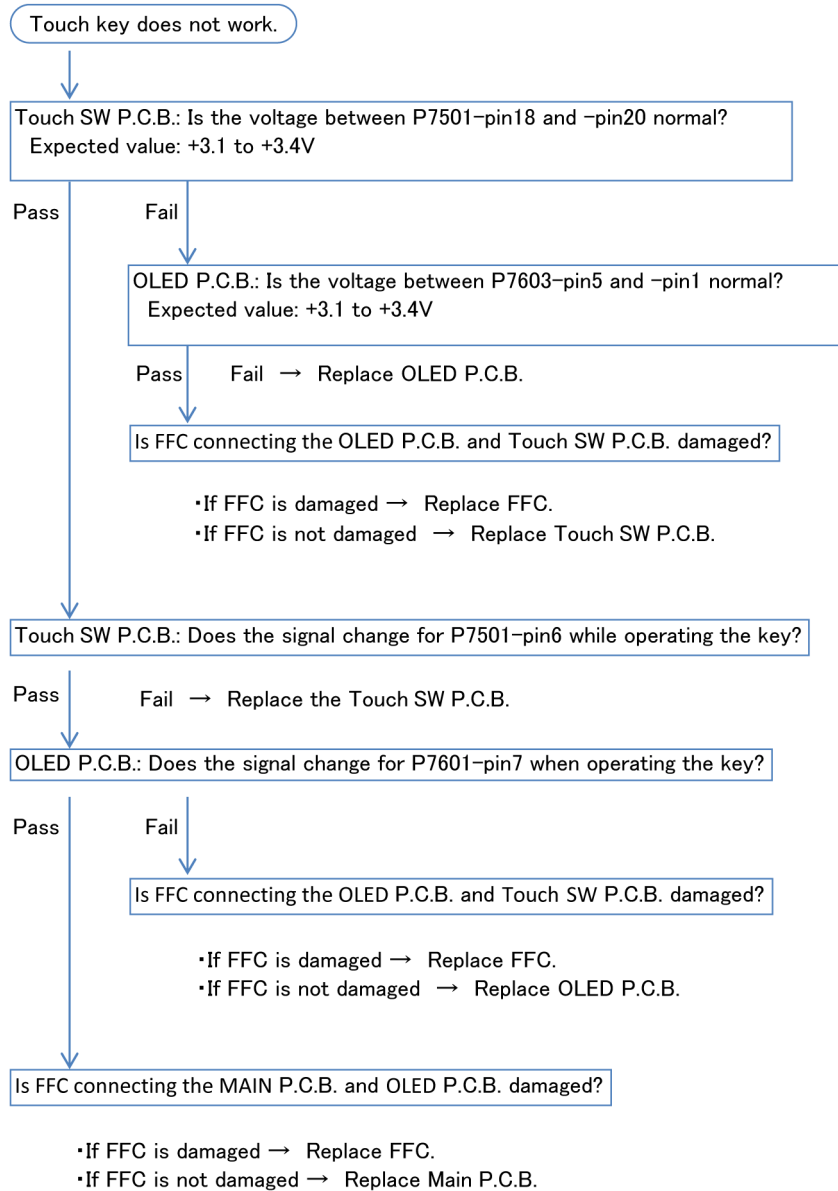 Touch key does not work.
Touch SW P.C.B.: Is the voltage between P7501-pin18 and -pin20 normal?
Expected value: +3.1 to +3.4V
Pass Fail
OLED P.C.B.: Is the voltage between P7603-pin5 and -pin1 normal?
Expected value: +3.1 to +3.4V
Pass Fail → Replace OLED P.C.B.
Is FFC connecting the OLED P.C.B. and Touch SW P.C.B. damaged?
・If FFC is damaged → Replace FFC.
・If FFC is not damaged → Replace Touch SW P.C.B.
Touch SW P.C.B.: Does the signal change for P7501-pin6 while operating the key?
Pass Fail → Replace the Touch SW P.C.B.
OLED P.C.B.: Does the signal change for P7601-pin7 when operating the key?
Pass Fail
Is FFC connecting the OLED P.C.B. and Touch SW P.C.B. damaged?
・If FFC is damaged → Replace FFC.
・If FFC is not damaged → Replace OLED P.C.B.
Is FFC connecting the MAIN P.C.B. and OLED P.C.B. damaged?
・If FFC is damaged → Replace FFC.
・If FFC is not damaged → Replace Main P.C.B.